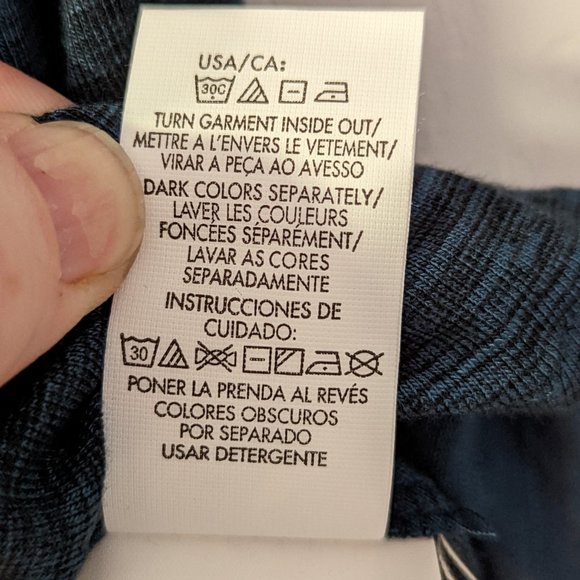 USA/CA:
30C
TURN GARMENT INSIDE OUT/
METTRE A L'ENVERS LE VETEMENT/
VIRAR A PEÇA AO AVESSO
DARK COLORS SEPARATELY/
LAVER LES COULEURS
FONCÉES SÉPARÉMENT/
LAVAR AS CORES
SEPARADAMENTE
INSTRUCCIONES DE
CUIDADO:
30
PONER LA PRENDA AL REVÉS
COLORES OBSCUROS
POR SEPARADO
USAR DETERGENTE